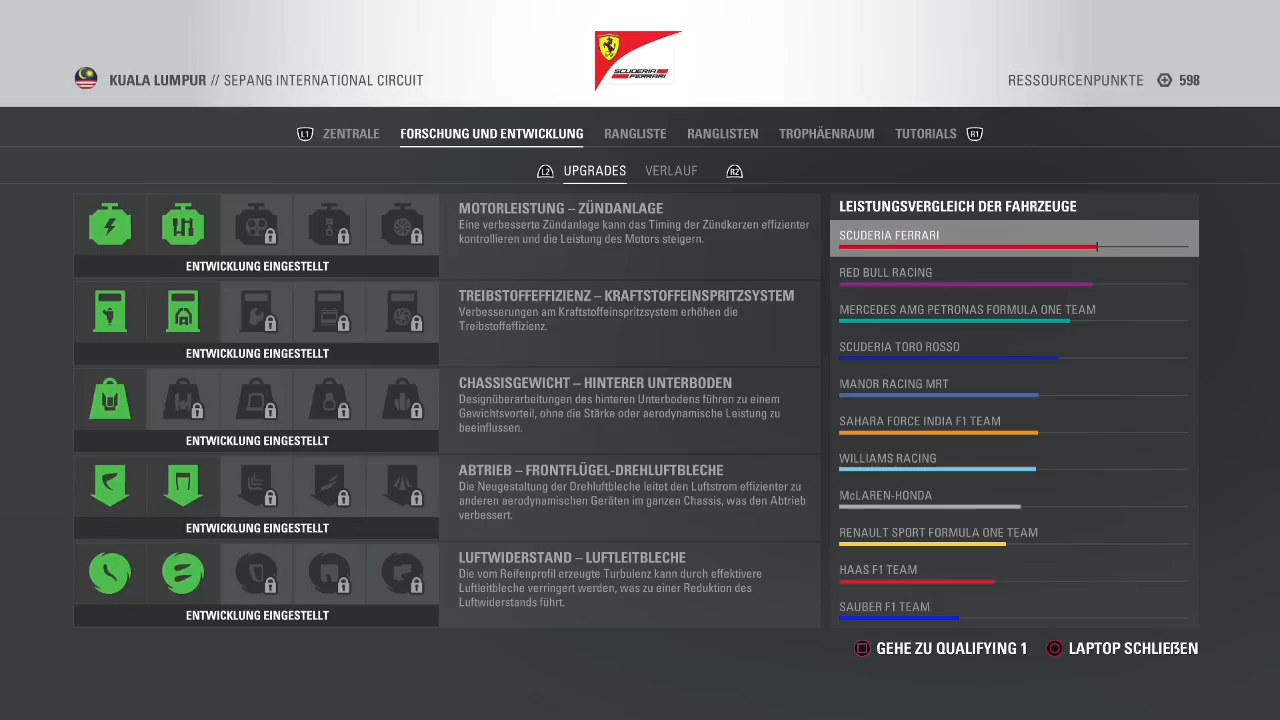 KUALA LUMPUR // SEPANG INTERNATIONAL CIRCUIT
SCUDERIA
FERRARI
RESSOURCENPUNKTE 598
L1 ZENTRALE FORSCHUNG UND ENTWICKLUNG RANGLISTE RANGLISTEN TROPHÄENRAUM TUTORIALS R1
L2 UPGRADES VERLAUF R2
MOTORLEISTUNG – ZÜNDANLAGE
Eine verbesserte Zündanlage kann das Timing der Zündkerzen effizienter
kontrollieren und die Leistung des Motors steigern.
ENTWICKLUNG EINGESTELLT
TREIBSTOFFEFFIZIENZ – KRAFTSTOFFEINSPRITZSYSTEM
Verbesserungen am Kraftstoffeinspritzsystem erhöhen die
Treibstoffeffizienz.
ENTWICKLUNG EINGESTELLT
CHASSISGEWICHT – HINTERER UNTERBODEN
Designüberarbeitungen des hinteren Unterbodens führen zu einem
Gewichtsvorteil, ohne die Stärke oder aerodynamische Leistung zu
beeinflussen.
ENTWICKLUNG EINGESTELLT
ABTRIEB – FRONTFLÜGEL-DREHLUFTBLECHE
Die Neugestaltung der Drehluftbleche leitet den Luftstrom effizienter zu
anderen aerodynamischen Geräten im ganzen Chassis, was den Abtrieb
verbessert.
ENTWICKLUNG EINGESTELLT
LUFTWIDERSTAND – LUFTLEITBLECHE
Die vom Reifenprofil erzeugte Turbulenz kann durch effektivere
Luftleitbleche verringert werden, was zu einer Reduktion des
Luftwiderstands führt.
ENTWICKLUNG EINGESTELLT
LEISTUNGSVERGLEICH DER FAHRZEUGE
SCUDERIA FERRARI
RED BULL RACING
MERCEDES AMG PETRONAS FORMULA ONE TEAM
SCUDERIA TORO ROSSO
MANOR RACING MRT
SAHARA FORCE INDIA F1 TEAM
WILLIAMS RACING
McLAREN-HONDA
RENAULT SPORT FORMULA ONE TEAM
HAAS F1 TEAM
SAUBER F1 TEAM
GEHE ZU QUALIFYING 1 LAPTOP SCHLIEẞEN